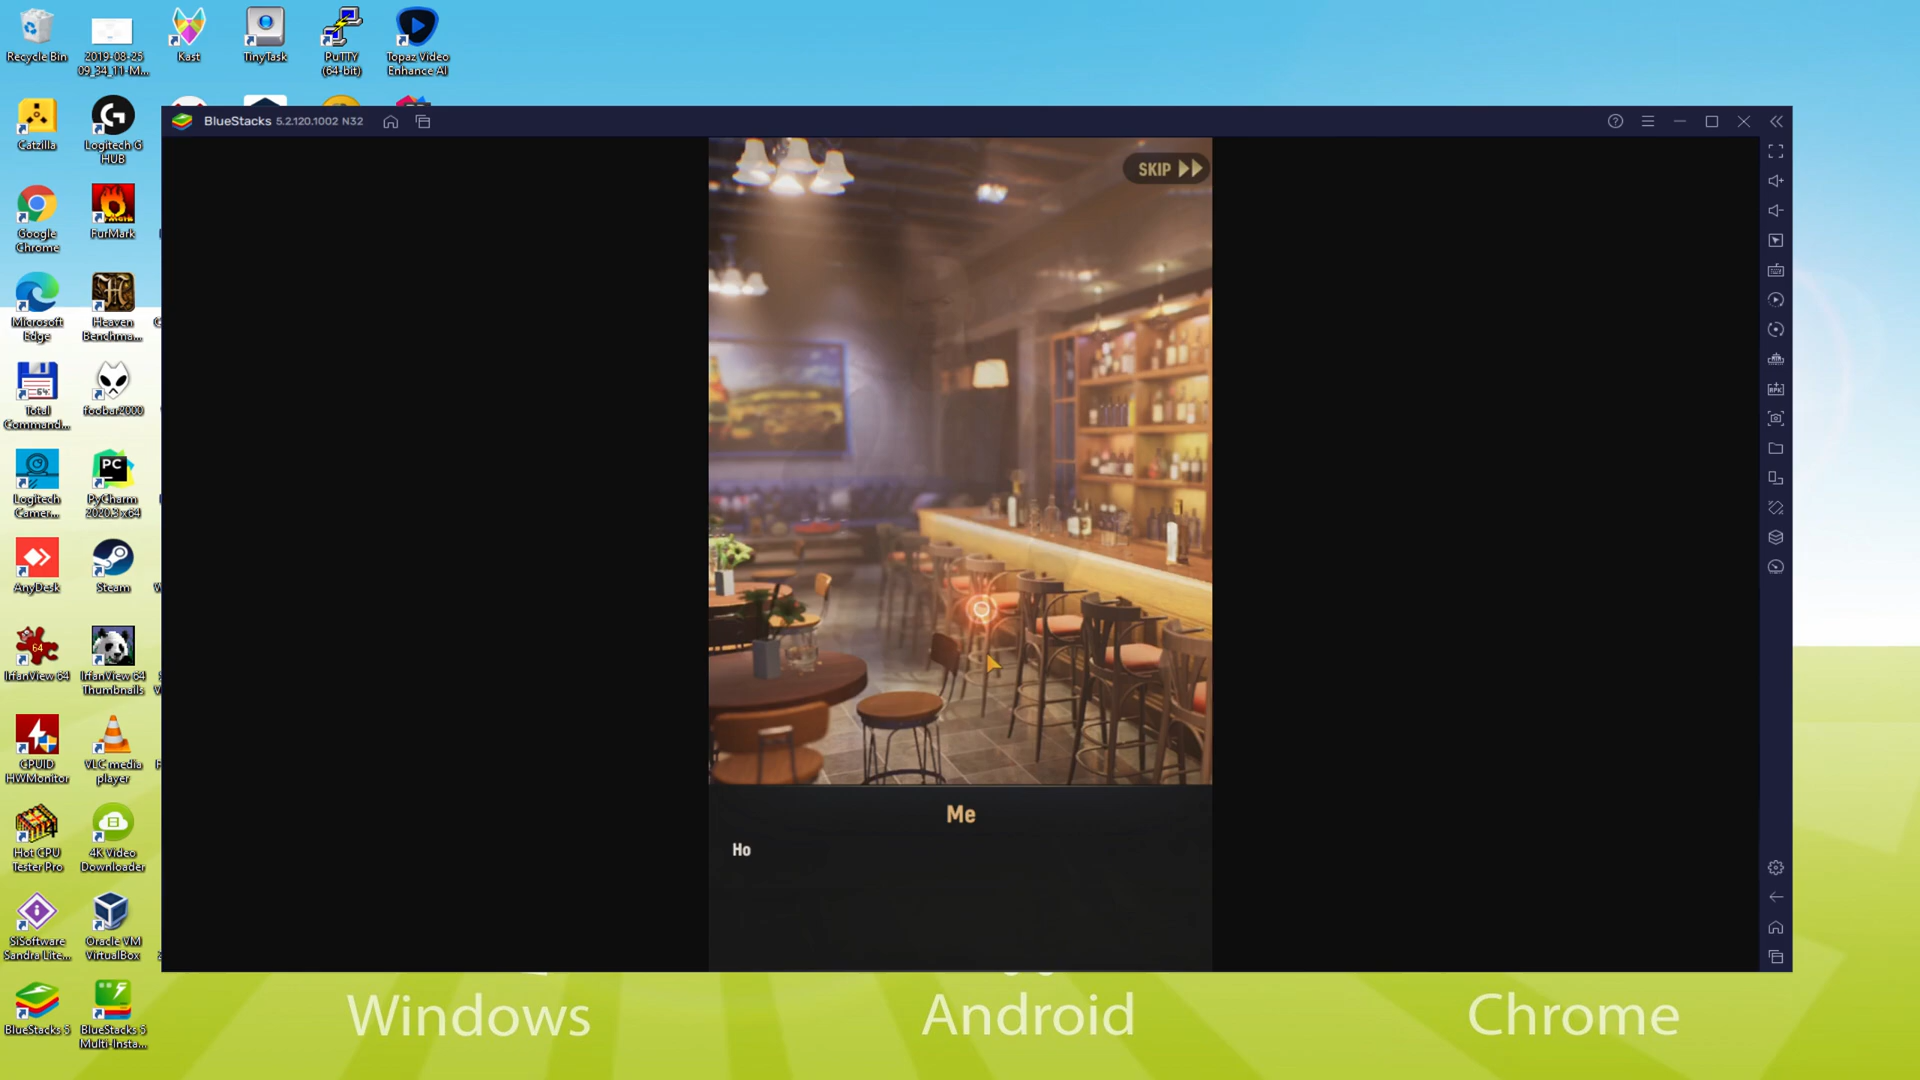 Recycle Bin
2019-08-25
09_34_11-M...
Kast
TinyTask
PuTTY
(64-bit)
Topaz Video
Enhance AI
BlueStacks 5.2.120.1002 N32
SKIP
Catzilla
Logitech G
HUB
Google
Chrome
FurMark
Microsoft
Edge
Heaven
Benchma...
Total
Command...
foobar2000
Logitech
Camer...
PC
PyCharm
2020.3 x64
AnyDesk
Steam
64
IrfanView 64
IrfanView 64
Thumbnails
CPUID
HWMonitor
VLC media
player
Me
Ho
Hot CPU
Tester Pro
4K Video
Downloader
SiSoftware
Sandra Lite...
Oracle VM
VirtualBox
BlueStacks 5
BlueStacks 5
Multi-Insta...
Windows
Android
Chrome